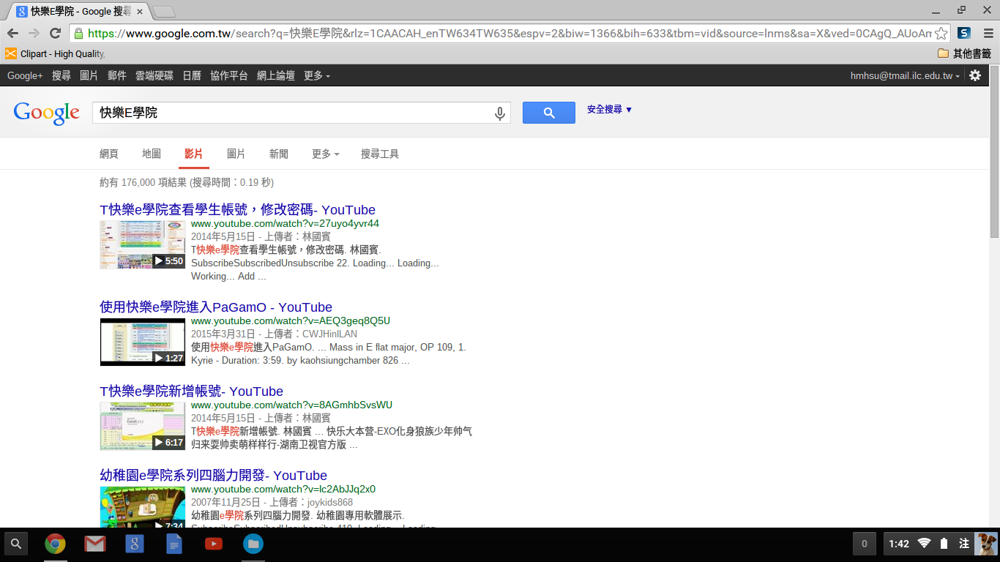 快樂E學院 - Google 搜尋
https://www.google.com.tw/search?q=快樂E學院&rlz=1CAACAH_enTW634TW635&espv=2&biw=1366&bih=633&tbm=vid&source=lnms&sa=X&ved=0CAgQ_AUoAm
Clipart - High Quality,
其他書籤
Google+ 搜尋 圖片 郵件 雲端硬碟 日曆 協作平台 網上論壇 更多
hmhsu@tmail.ilc.edu.tw
Google
快樂E學院
安全搜尋 ▼
網頁 地圖 影片 圖片 新聞 更多 搜尋工具
約有 176,000 項結果 (搜尋時間：0.19 秒)
T快樂e學院查看學生帳號，修改密碼- YouTube
www.youtube.com/watch?v=27uyo4yvr44
2014年5月15日 - 上傳者：林國賓
T快樂e學院查看學生帳號，修改密碼. 林國賓.
SubscribeSubscribedUnsubscribe 22. Loading... Loading...
Working... Add ...
5:50
使用快樂e學院進入PaGamO - YouTube
www.youtube.com/watch?v=AEQ3geq8Q5U
2015年3月31日 - 上傳者：CWJHinILAN
使用快樂e學院進入PaGamO. ... Mass in E flat major, OP 109, 1.
Kyrie - Duration: 3:59. by kaohsiungchamber 826 ...
1:27
T快樂e學院新增帳號- YouTube
www.youtube.com/watch?v=8AGmhbSvsWU
2014年5月15日 - 上傳者：林國賓
T快樂e學院新增帳號. 林國賓 ... 快乐大本营-EXO化身狼族少年帅气
归来耍帅卖萌样样行-湖南卫视官方版 ...
6:17
幼稚園e學院系列四腦力開發- YouTube
www.youtube.com/watch?v=lc2AbJJq2x0
2007年11月25日 - 上傳者：joykids868
幼稚園e學院系列四腦力開發. 幼稚園專用軟體展示.
7:34
0
1:42
注